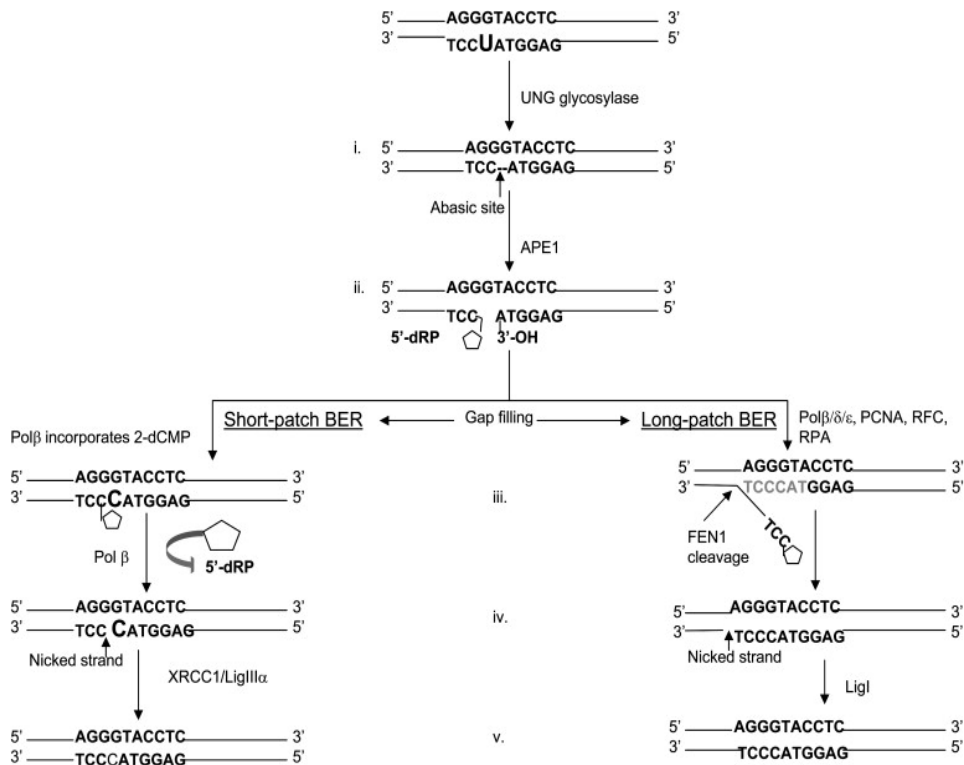 5’ AGGGTACCTC 3’
3’ TCCUATGGAG 5’
UNG glycosylase
i. 5’ AGGGTACCTC 3’
3’ TCC--ATGGAG 5’
Abasic site
APE1
ii. 5’ AGGGTACCTC 3’
3’ TCC ATGGAG 5’
5’-dRP 3’-OH
Short-patch BER Gap filling Long-patch BER
Polβ incorporates 2-dCMP
Polβ/δ/ε, PCNA, RFC,
RPA
5’ AGGGTACCTC 3’
3’ TCCCATGGAG 5’
iii.
5’ AGGGTACCTC 3’
3’ TCCCATGGAG 5’
Pol β
5’-dRP
FEN1
cleavage
TCC
5’ AGGGTACCTC 3’
3’ TCC CATGGAG 5’
Nicked strand
iv.
5’ AGGGTACCTC 3’
3’ TCCCATGGAG 5’
Nicked strand
XRCC1/LigIIIα
LigI
5’ AGGGTACCTC 3’
3’ TCCCATGGAG 5’
v.
5’ AGGGTACCTC 3’
3’ TCCCATGGAG 5’